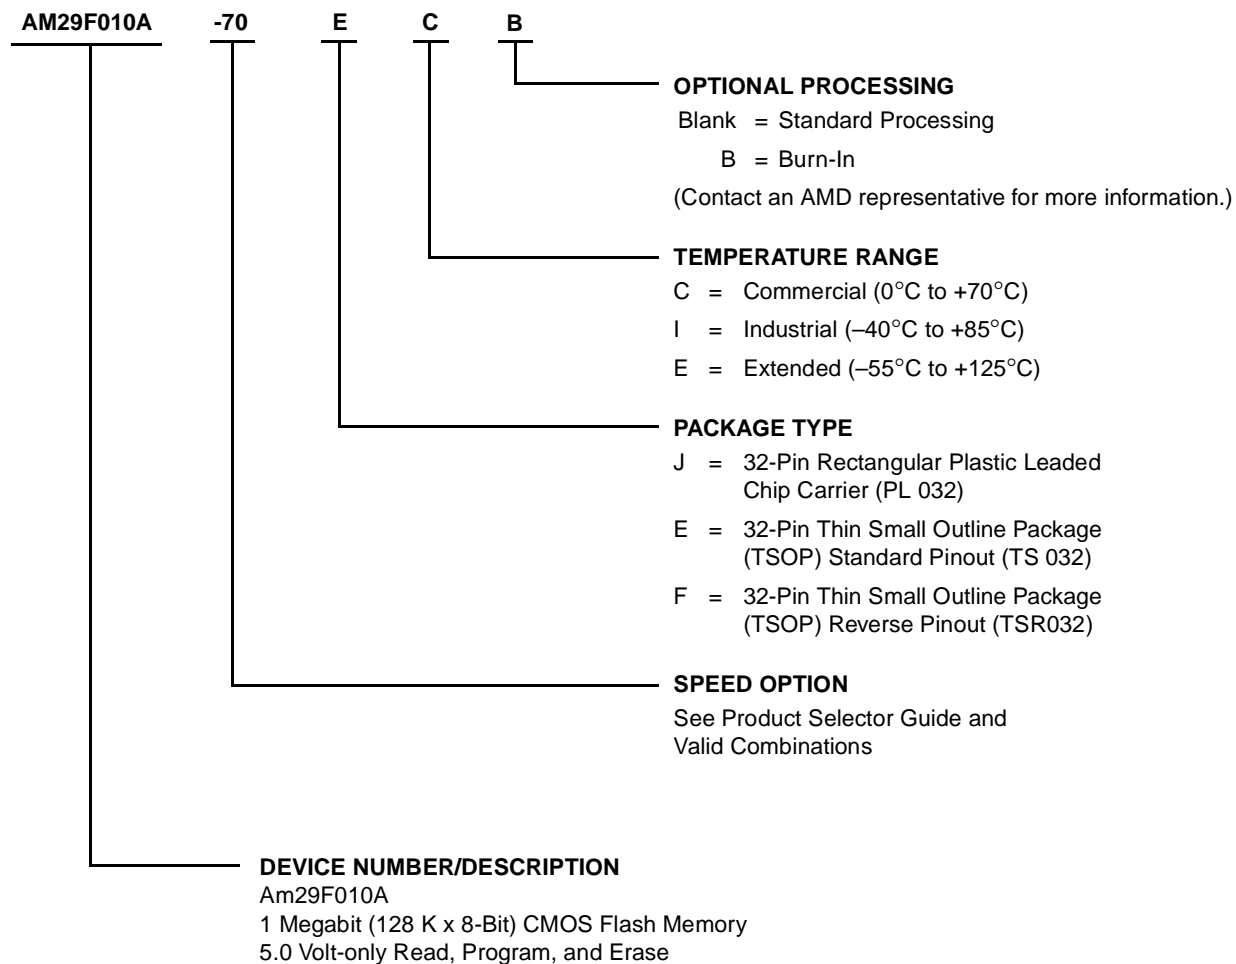 AM29F010A -70 E C B
OPTIONAL PROCESSING
Blank = Standard Processing
B = Burn-In
(Contact an AMD representative for more information.)
TEMPERATURE RANGE
C = Commercial (0°C to +70°C)
I = Industrial (–40°C to +85°C)
E = Extended (–55°C to +125°C)
PACKAGE TYPE
J = 32-Pin Rectangular Plastic Leaded
Chip Carrier (PL 032)
E = 32-Pin Thin Small Outline Package
(TSOP) Standard Pinout (TS 032)
F = 32-Pin Thin Small Outline Package
(TSOP) Reverse Pinout (TSR032)
SPEED OPTION
See Product Selector Guide and
Valid Combinations
DEVICE NUMBER/DESCRIPTION
Am29F010A
1 Megabit (128 K x 8-Bit) CMOS Flash Memory
5.0 Volt-only Read, Program, and Erase